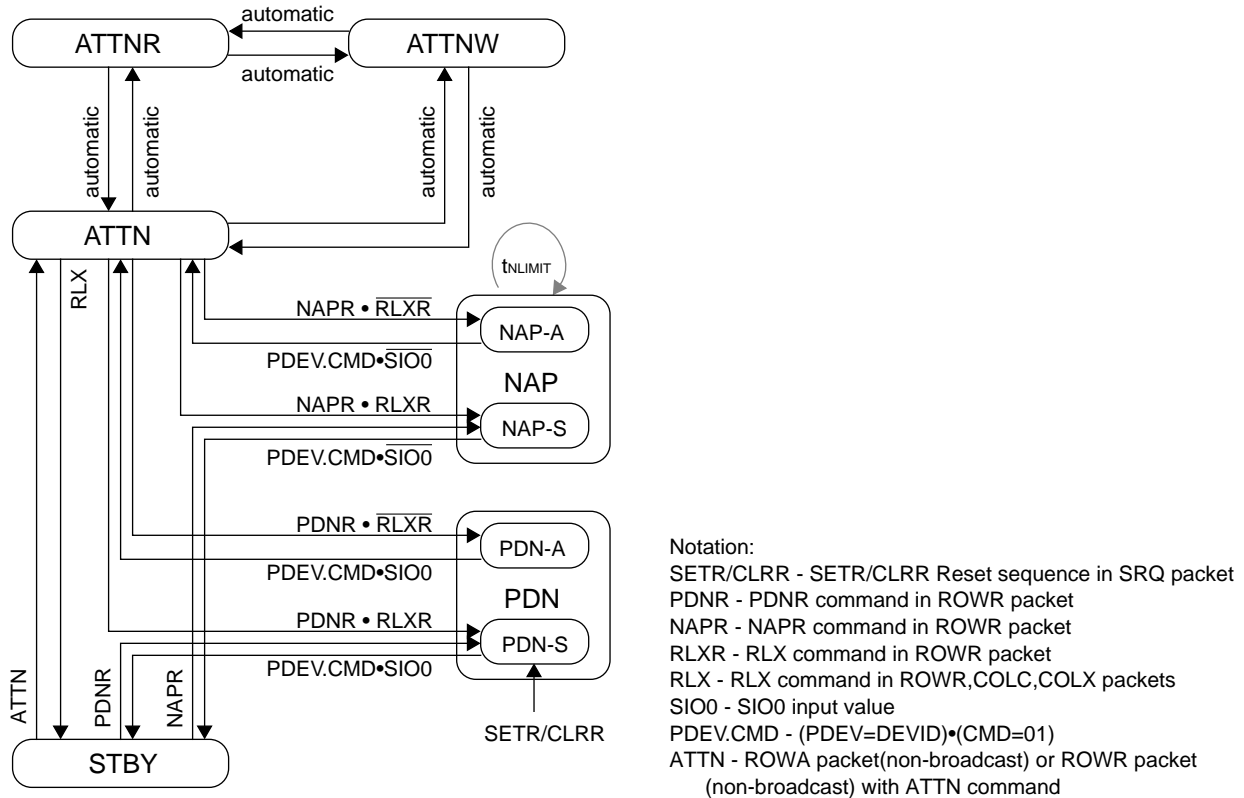 automatic
ATTNR
ATTNW
automatic
automatic
automatic
automatic
automatic
ATTN
RLX
tNLIMIT
NAPR • R̅L̅X̅R̅
NAP-A
PDEV.CMD•S̅I̅O̅0̅
NAP
NAPR • RLXR
NAP-S
PDEV.CMD•S̅I̅O̅0̅
PDNR • R̅L̅X̅R̅
PDN-A
PDEV.CMD•SIO0
PDN
PDNR • RLXR
PDN-S
PDEV.CMD•SIO0
ATTN
PDNR
NAPR
SETR/CLRR
STBY
Notation:
SETR/CLRR - SETR/CLRR Reset sequence in SRQ packet
PDNR - PDNR command in ROWR packet
NAPR - NAPR command in ROWR packet
RLXR - RLX command in ROWR packet
RLX - RLX command in ROWR,COLC,COLX packets
SIO0 - SIO0 input value
PDEV.CMD - (PDEV=DEVID)•(CMD=01)
ATTN - ROWA packet(non-broadcast) or ROWR packet
(non-broadcast) with ATTN command